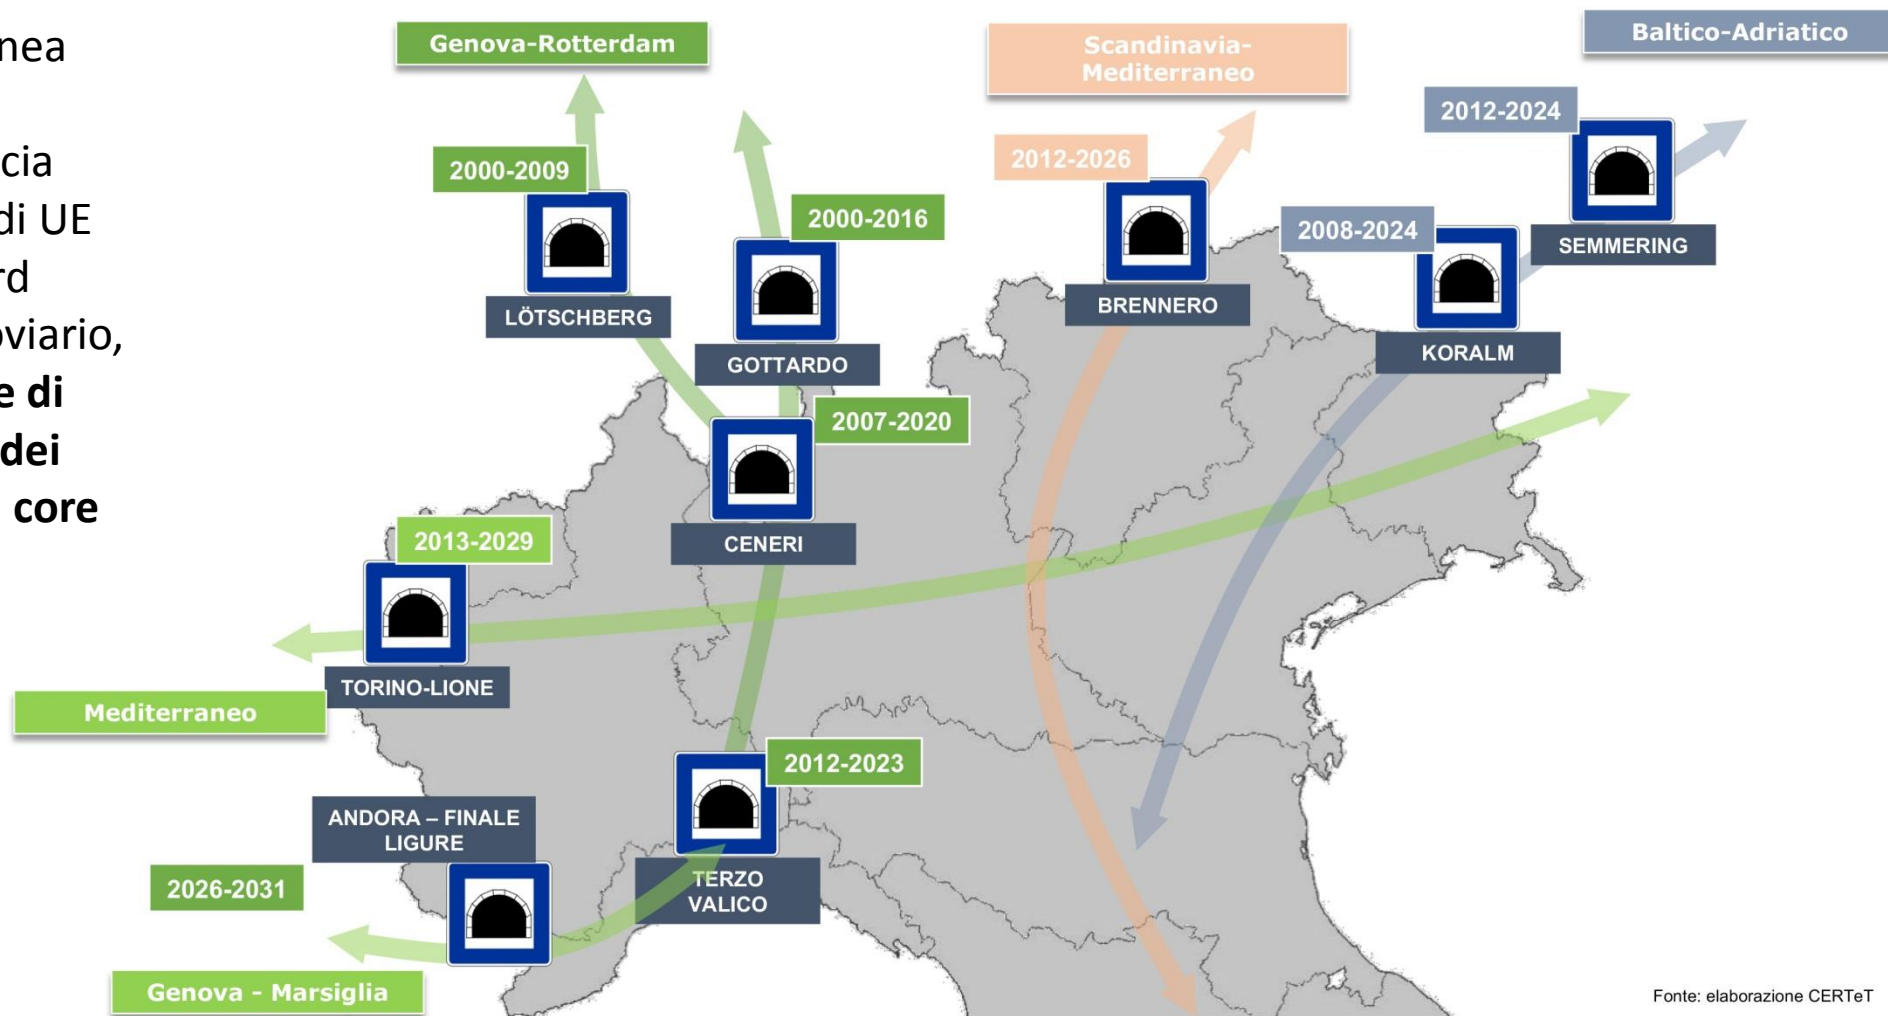 nea
cia
di UE
rd
oviario,
e di
dei
core
Genova-Rotterdam
Scandinavia-
Mediterraneo
Baltico-Adriatico
2012-2024
2012-2026
2000-2009
2000-2016
2008-2024
SEMMERING
BRENNERO
LÖTSCHBERG
GOTTARDO
KORALM
2007-2020
2013-2029
CENERI
TORINO-LIONE
Mediterraneo
2012-2023
ANDORA – FINALE
LIGURE
2026-2031
TERZO
VALICO
Genova - Marsiglia
Fonte: elaborazione CERTeT